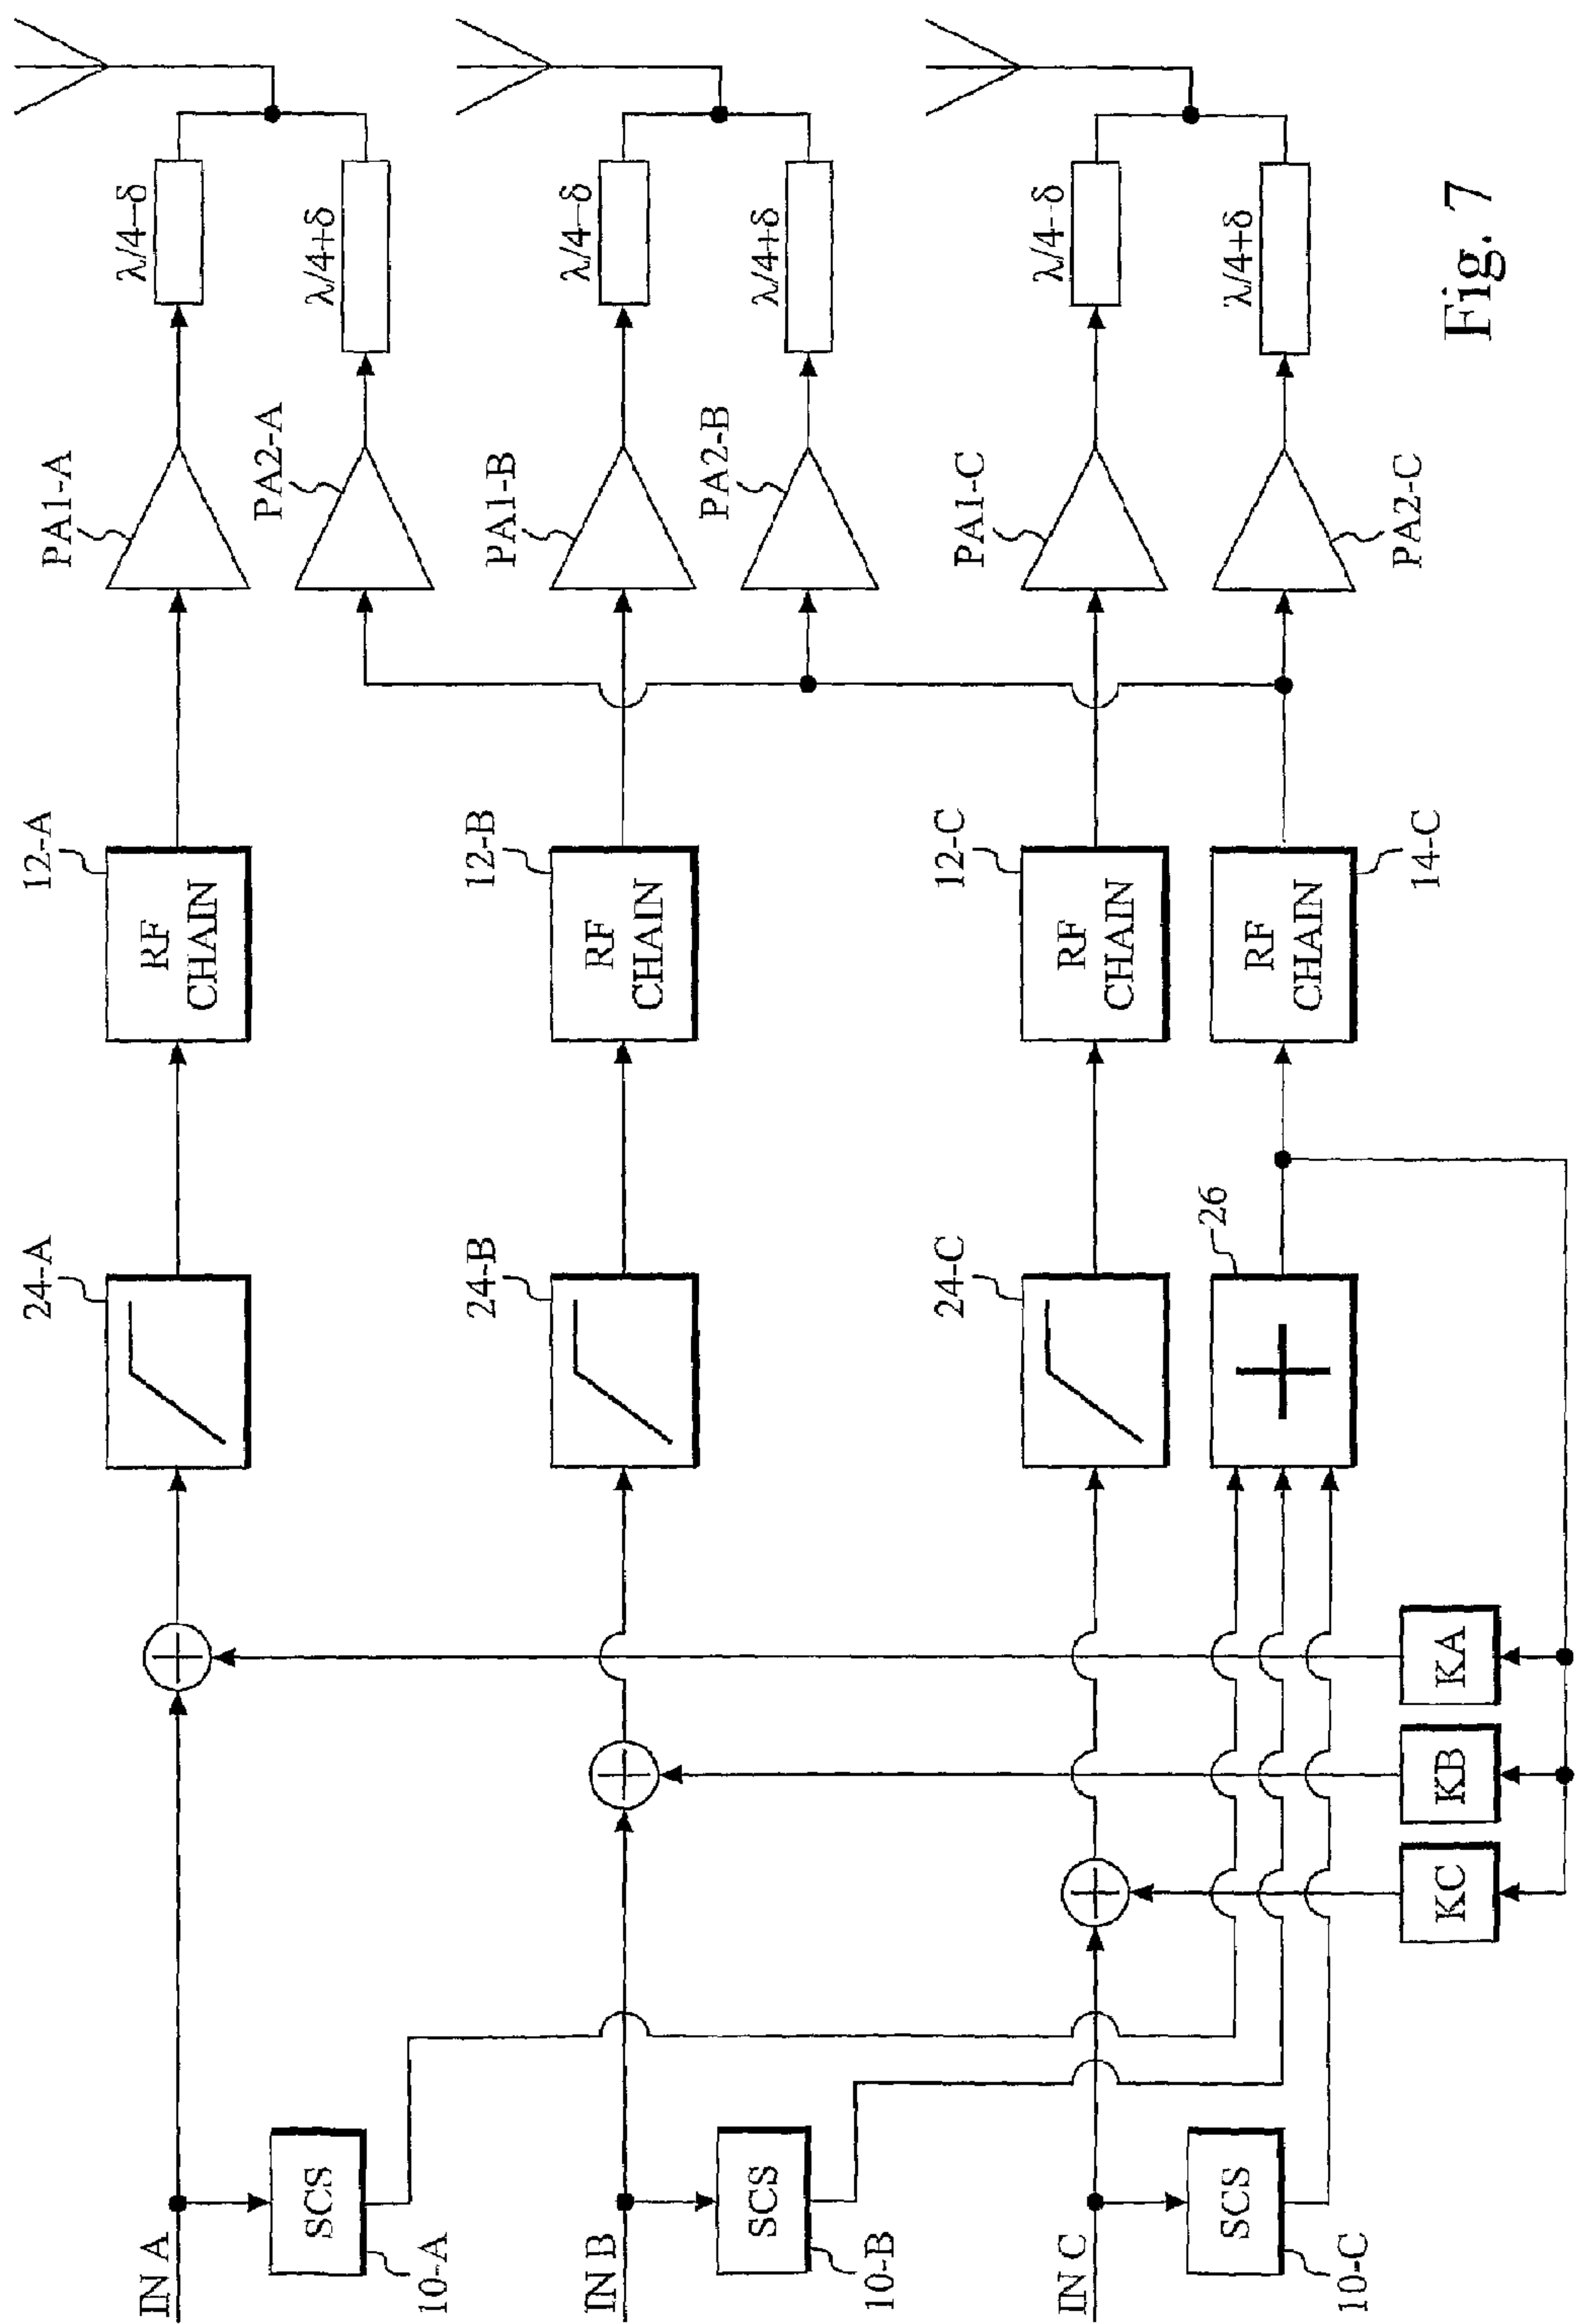 IN A
SCS
10-A
24-A
12-A
RF
CHAIN
PA1-A
λ/4−δ
PA2-A
λ/4+δ
IN B
SCS
10-B
24-B
12-B
RF
CHAIN
PA1-B
λ/4−δ
PA2-B
λ/4+δ
IN C
SCS
10-C
24-C
12-C
RF
CHAIN
PA1-C
λ/4−δ
26
RF
CHAIN
14-C
PA2-C
λ/4+δ
KC
KB
KA
Fig. 7